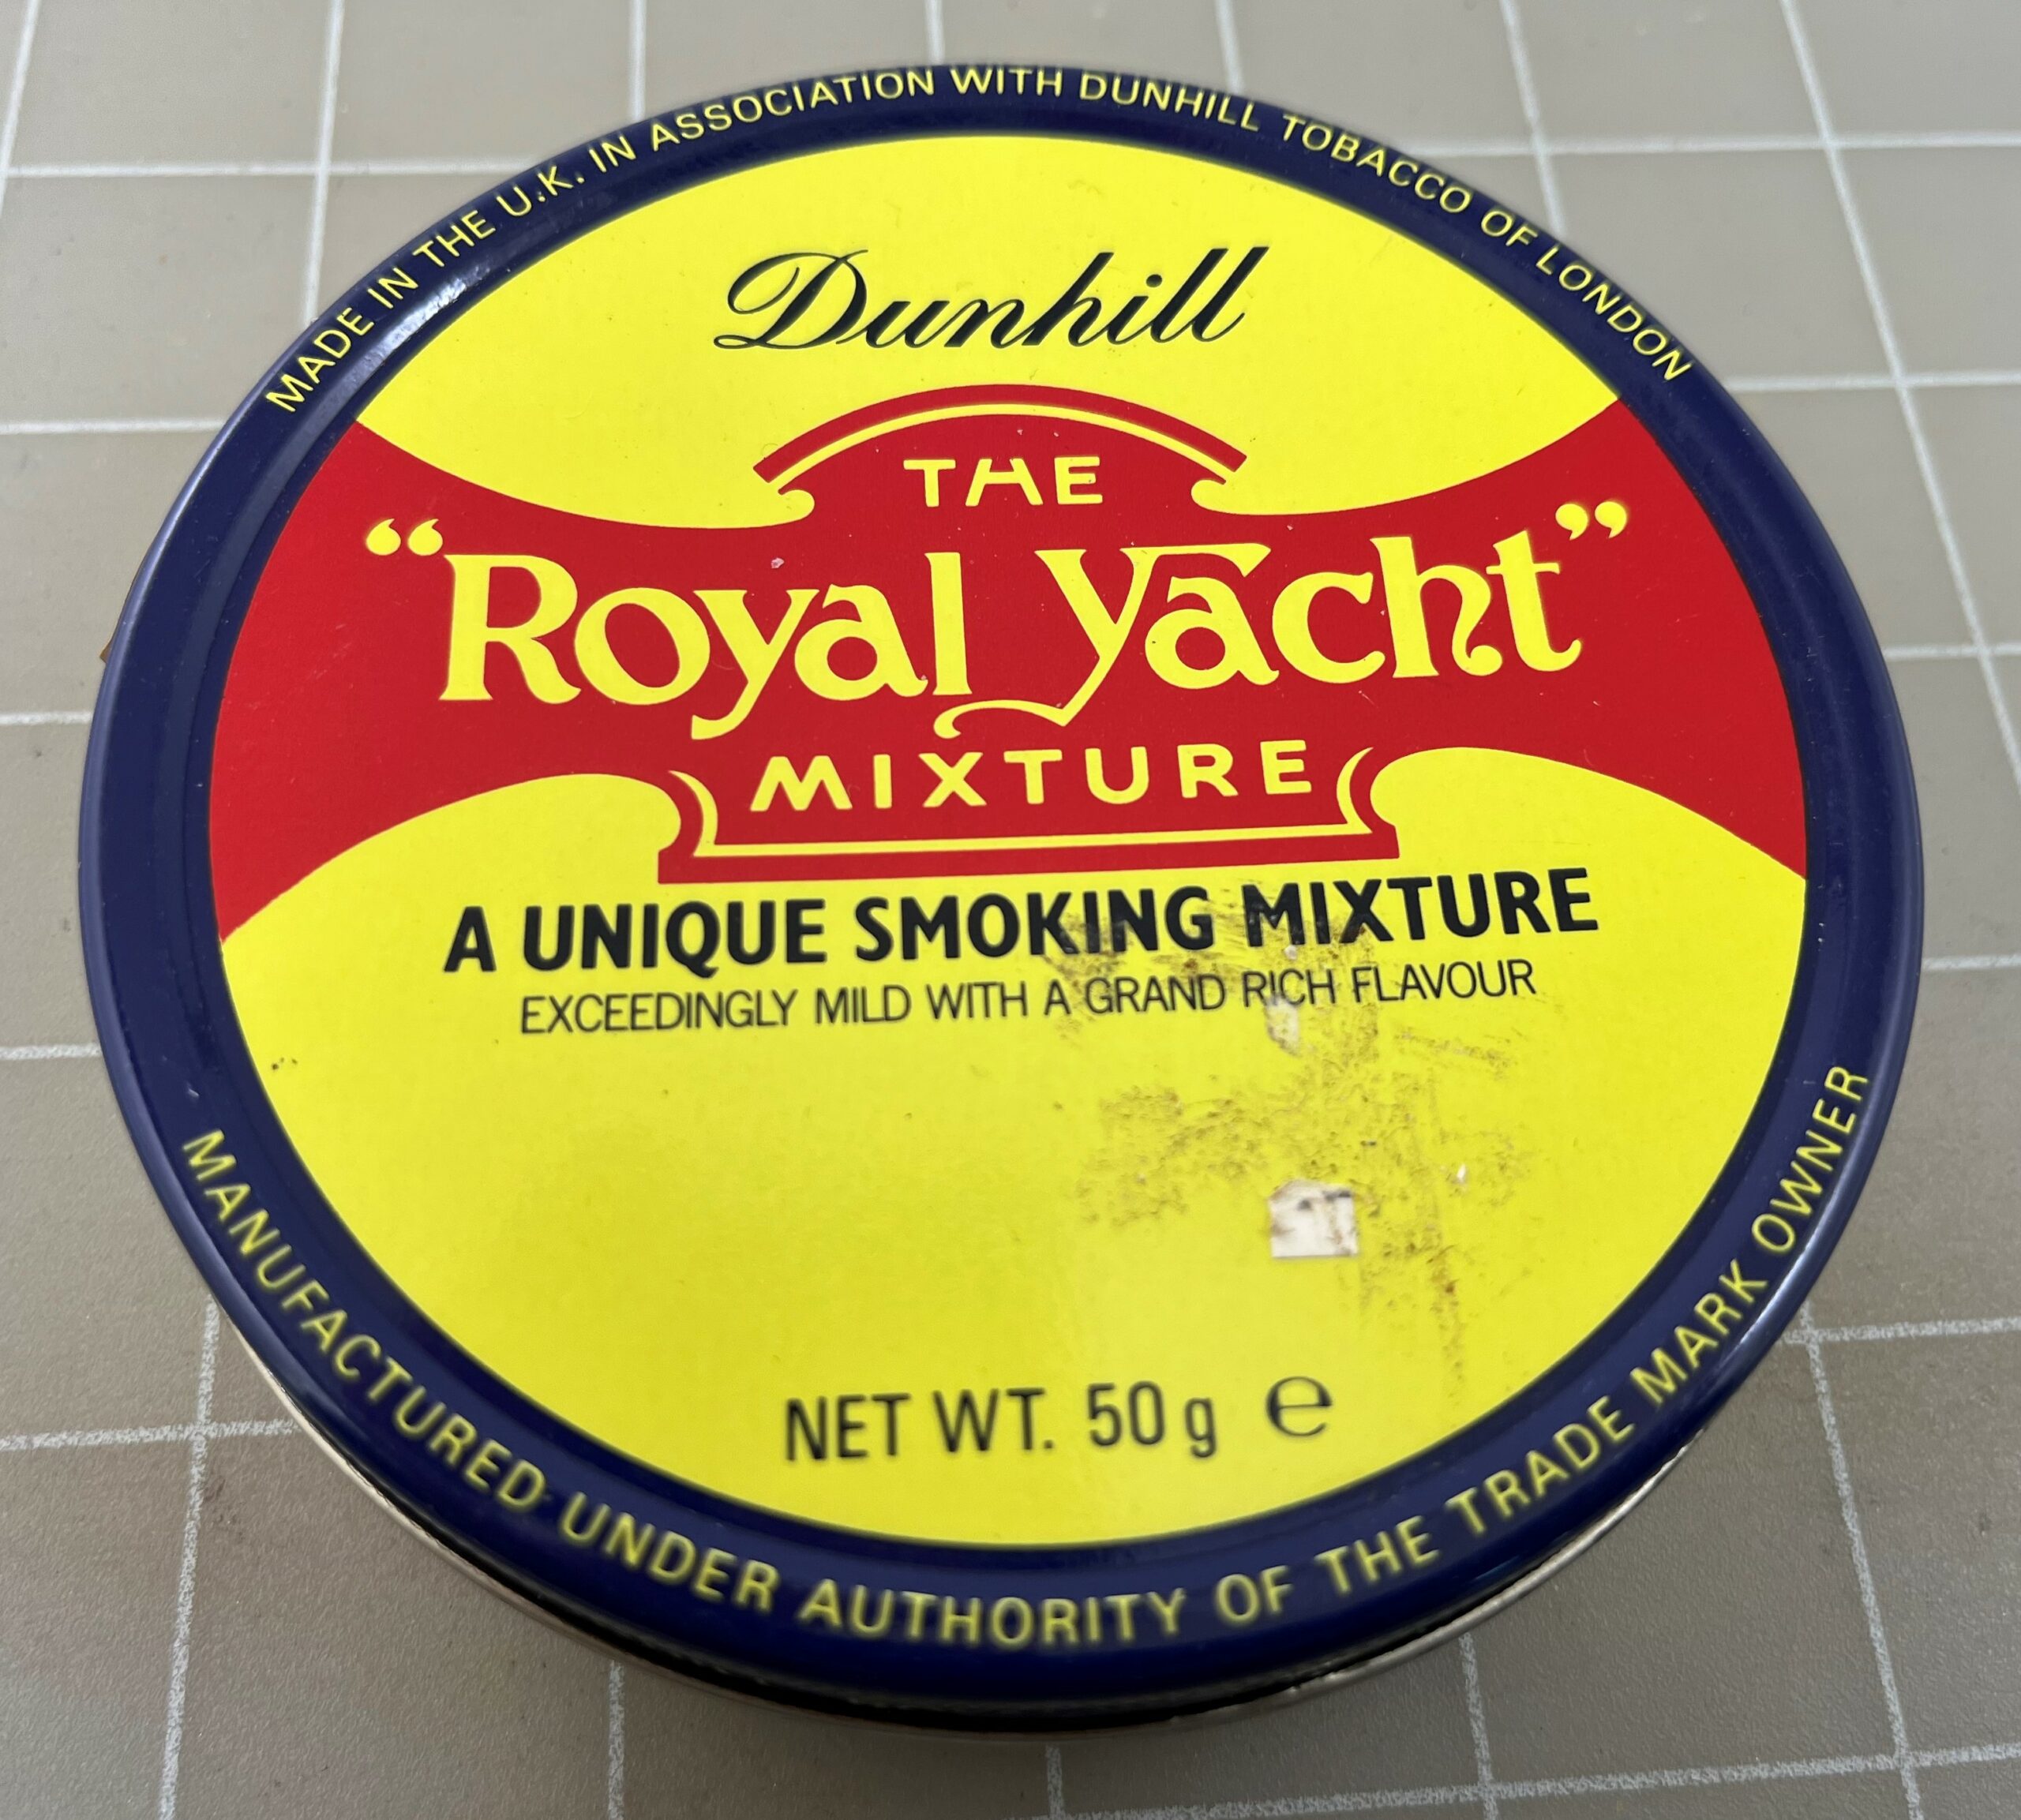 MADE IN THE U.K. IN ASSOCIATION WITH DUNHILL TOBACCO OF LONDON
Dunhill
THE
“Royal Yacht”
MIXTURE
A UNIQUE SMOKING MIXTURE
EXCEEDINGLY MILD WITH A GRAND RICH FLAVOUR
NET WT. 50g ℮
MANUFACTURED UNDER AUTHORITY OF THE TRADE MARK OWNER